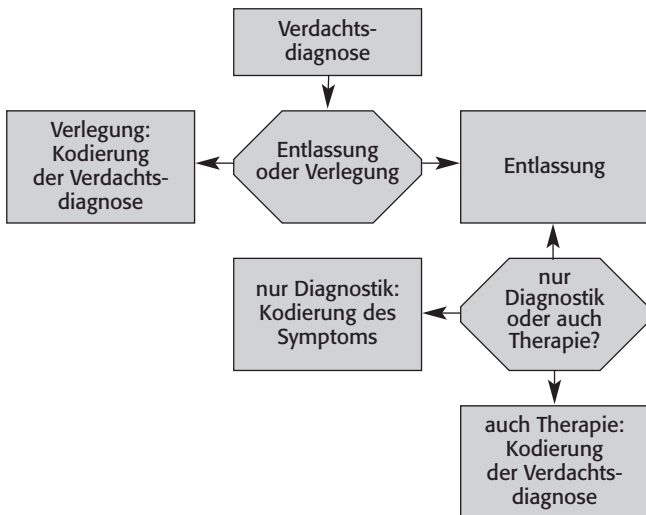 Verdachts-
diagnose
Verlegung:
Kodierung
der Verdachts-
diagnose
Entlassung
oder Verlegung
Entlassung
nur Diagnostik:
Kodierung des
Symptoms
nur
Diagnostik
oder auch
Therapie?
auch Therapie:
Kodierung
der Verdachts-
diagnose